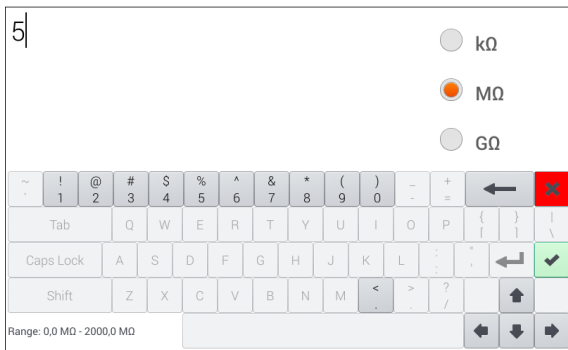 5
kΩ
MΩ
GΩ
~ ! @ # $ % ^ & * ( ) _ +
` 1 2 3 4 5 6 7 8 9 0 - =
Tab Q W E R T Y U I O P { } |
[ ] \
Caps Lock A S D F G H J K L : "
; '
Shift Z X C V B N M < > ?
, . /
Range: 0,0 MΩ - 2000,0 MΩ